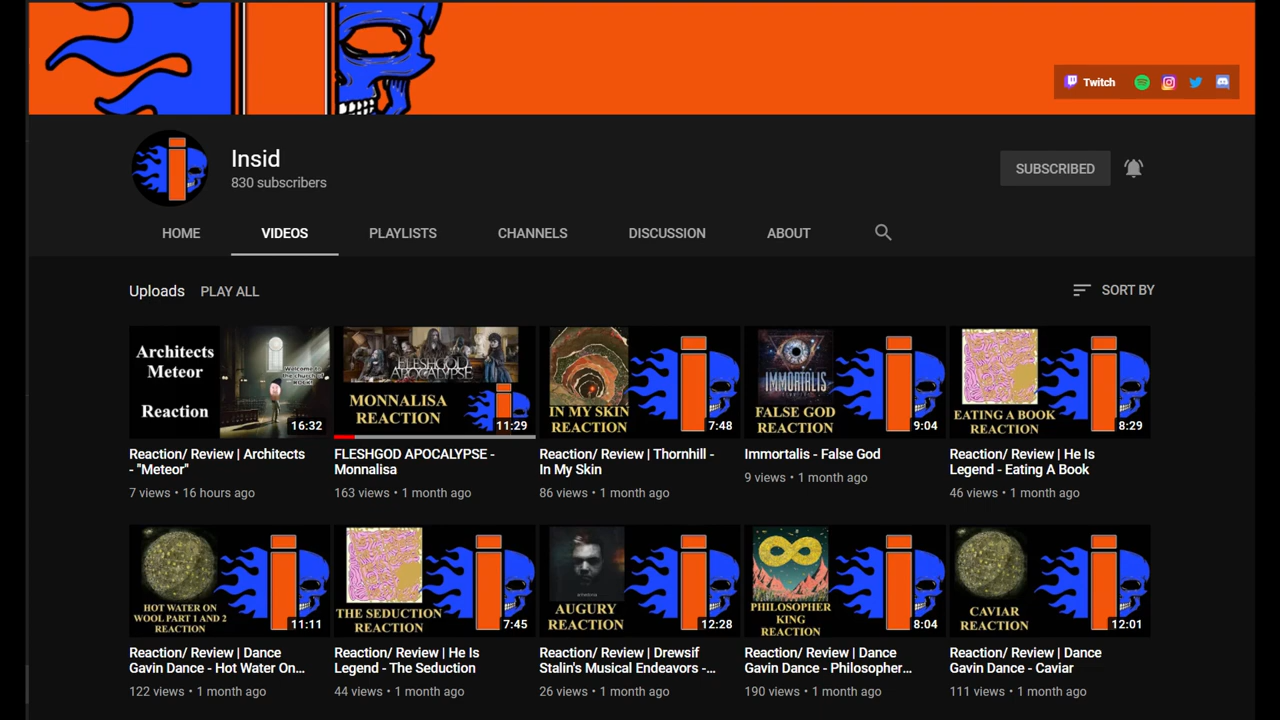 Twitch
Insid
830 subscribers
SUBSCRIBED
HOME VIDEOS PLAYLISTS CHANNELS DISCUSSION ABOUT
Uploads PLAY ALL
SORT BY
Architects
Meteor
Reaction
Welcome to
the church of
16:32
FLESHGOD
APOCALYPSE
MONNALISA
REACTION
11:29
IN MY SKIN
REACTION
7:48
IMMORTALIS
FALSE GOD
REACTION
9:04
EATING A BOOK
REACTION
8:29
Reaction/ Review | Architects
- "Meteor"
7 views • 16 hours ago
FLESHGOD APOCALYPSE -
Monnalisa
163 views • 1 month ago
Reaction/ Review | Thornhill -
In My Skin
86 views • 1 month ago
Immortalis - False God
9 views • 1 month ago
Reaction/ Review | He Is
Legend - Eating A Book
46 views • 1 month ago
HOT WATER ON
WOOL PART 1 AND 2
REACTION
11:11
THE SEDUCTION
REACTION
7:45
AUGURY
REACTION
12:28
PHILOSOPHER
KING
REACTION
8:04
CAVIAR
REACTION
12:01
Reaction/ Review | Dance
Gavin Dance - Hot Water On...
122 views • 1 month ago
Reaction/ Review | He Is
Legend - The Seduction
44 views • 1 month ago
Reaction/ Review | Drewsif
Stalin's Musical Endeavors -...
26 views • 1 month ago
Reaction/ Review | Dance
Gavin Dance - Philosopher...
190 views • 1 month ago
Reaction/ Review | Dance
Gavin Dance - Caviar
111 views • 1 month ago